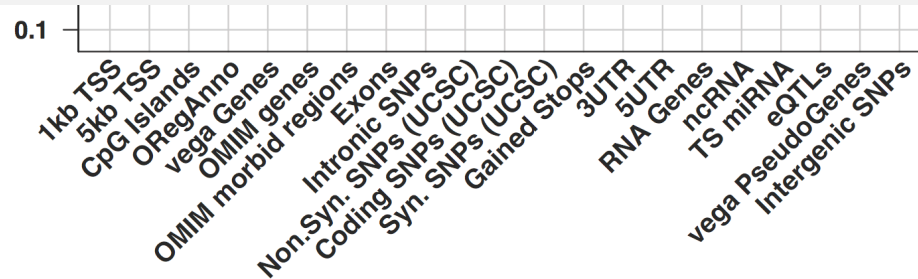 0.1
1kb TSS
5kb TSS
CpG Islands
ORegAnno
vega Genes
OMIM genes
OMIM morbid regions
Exons
Intronic SNPs
Non.Syn. SNPs (UCSC)
Coding SNPs (UCSC)
Syn. SNPs (UCSC)
Gained Stops
3UTR
5UTR
RNA Genes
ncRNA
TS miRNA
eQTLs
vega PseudoGenes
Intergenic SNPs